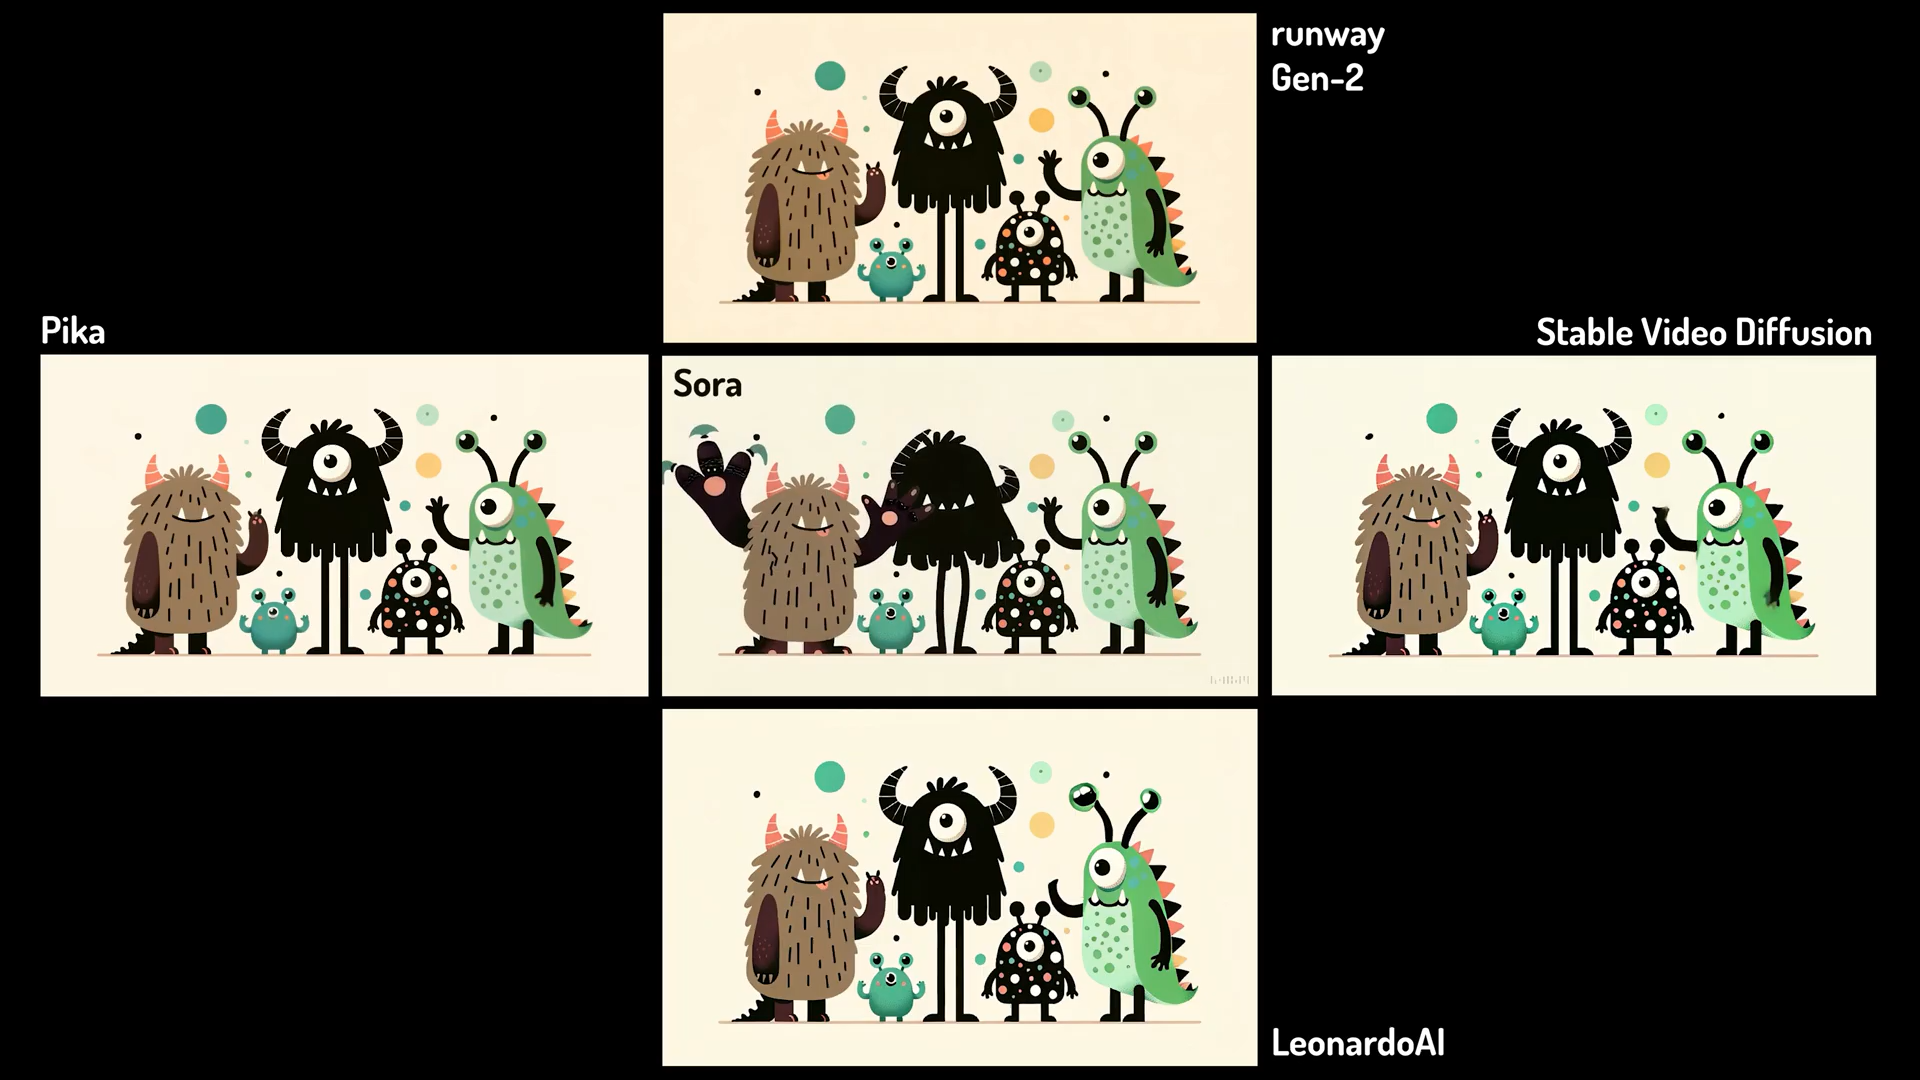 runway
Gen-2
Pika
Stable Video Diffusion
Sora
LeonardoAI